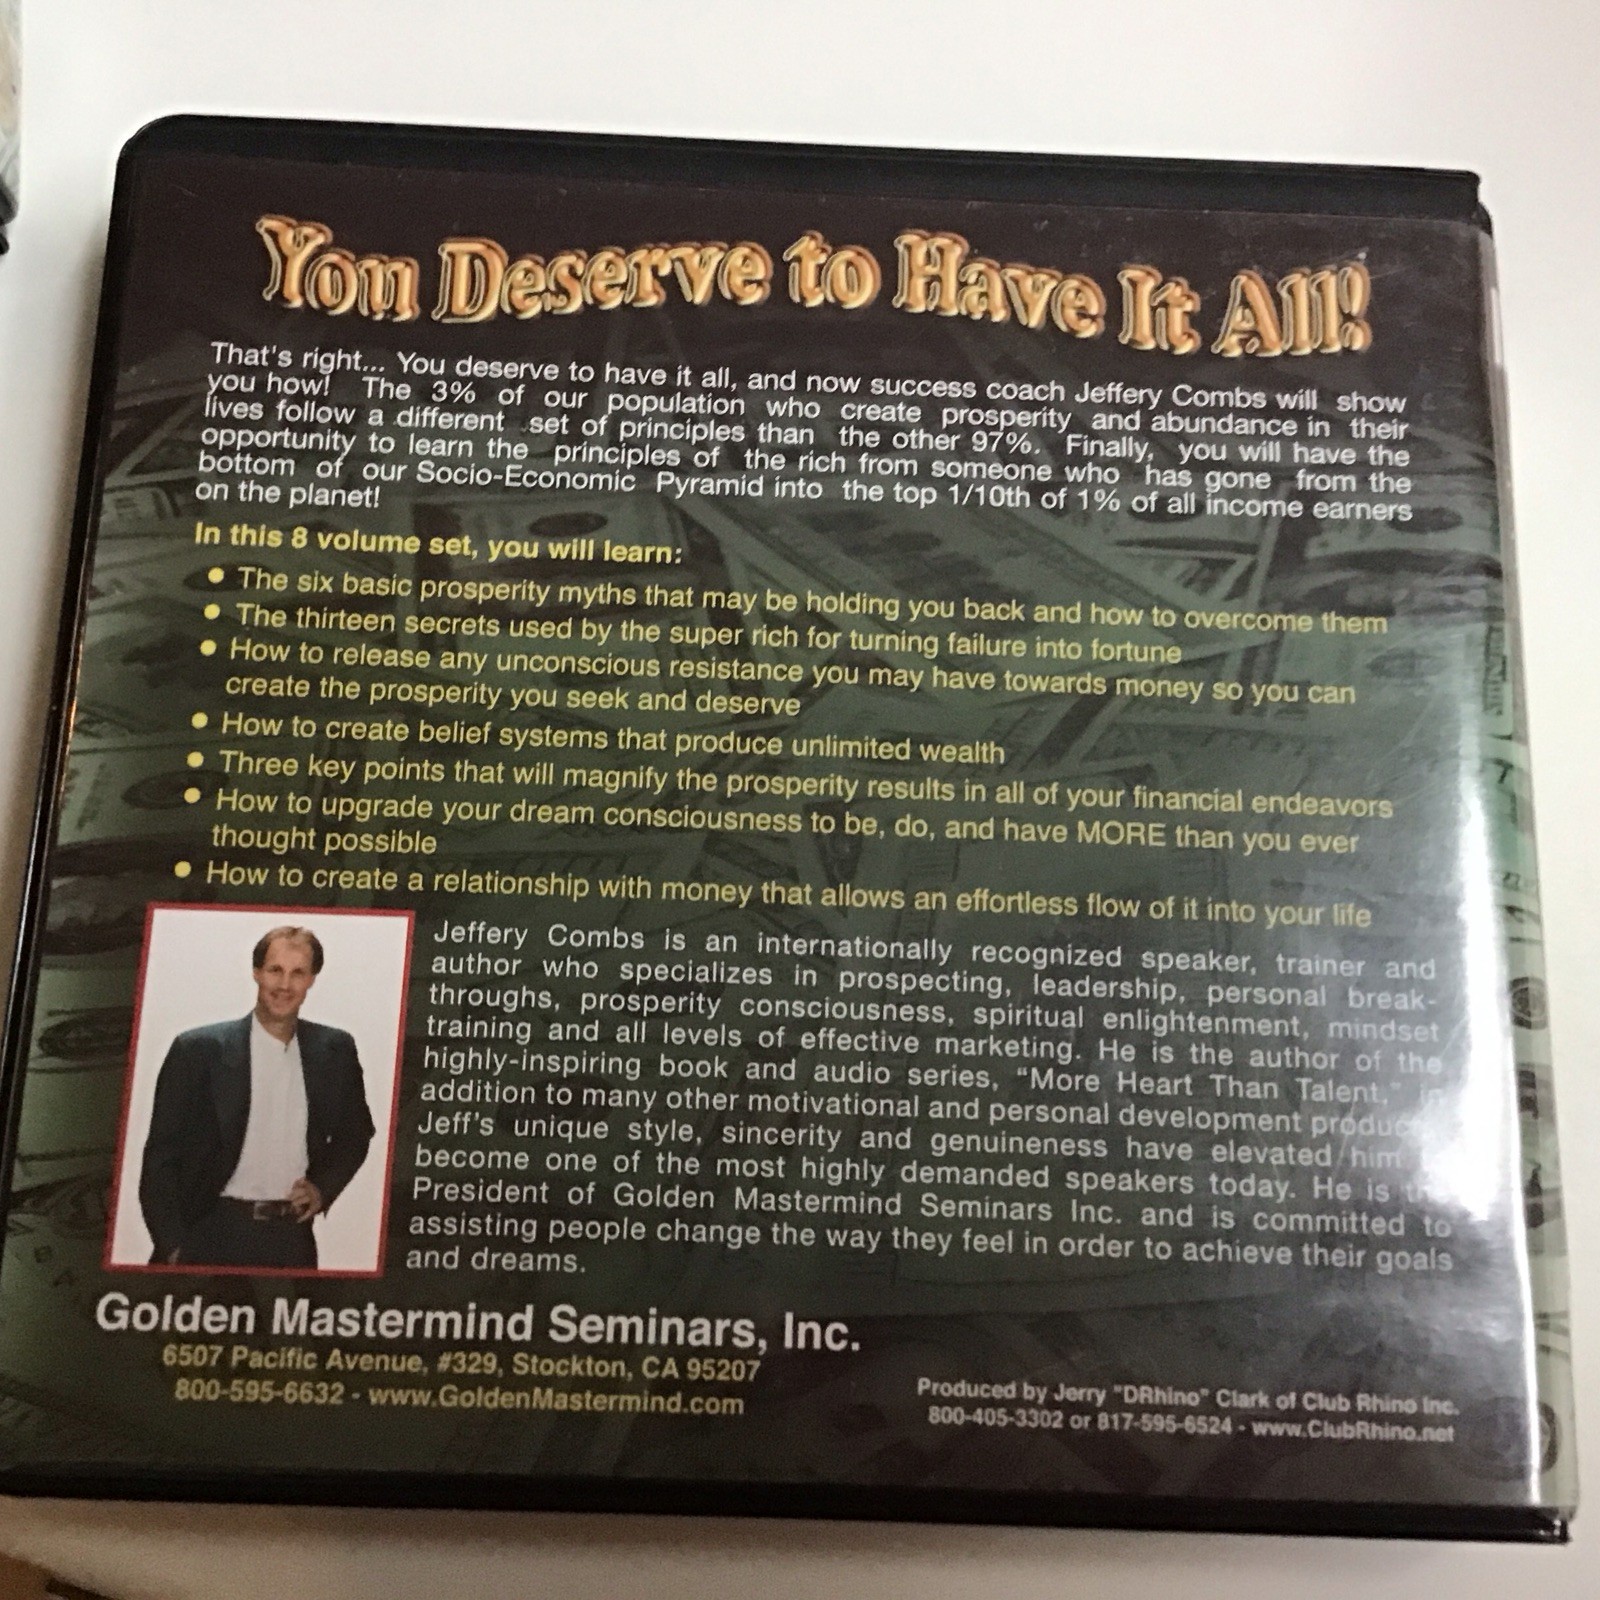 You Deserve to Have It All!
That's right... You deserve to have it all, and now success coach Jeffery Combs will show
you how! The 3% of our population who create prosperity and abundance in their
lives follow a different set of principles than the other 97%. Finally, you will have the
opportunity to learn the principles of the rich from someone who has gone from the
bottom of our Socio-Economic Pyramid into the top 1/10th of 1% of all income earners
on the planet!
In this 8 volume set, you will learn:
• The six basic prosperity myths that may be holding you back and how to overcome them
• The thirteen secrets used by the super rich for turning failure into fortune
• How to release any unconscious resistance you may have towards money so you can
create the prosperity you seek and deserve
• How to create belief systems that produce unlimited wealth
• Three key points that will magnify the prosperity results in all of your financial endeavors
• How to upgrade your dream consciousness to be, do, and have MORE than you ever
thought possible
• How to create a relationship with money that allows an effortless flow of it into your life
Jeffery Combs is an internationally recognized speaker, trainer and
author who specializes in prospecting, leadership, personal break-
throughs, prosperity consciousness, spiritual enlightenment, mindset
training and all levels of effective marketing. He is the author of the
highly-inspiring book and audio series, "More Heart Than Talent," in
addition to many other motivational and personal development
Jeff's unique style, sincerity and genuineness have elevated him
become one of the most highly demanded speakers today. He is the
President of Golden Mastermind Seminars Inc. and is committed to
assisting people change the way they feel in order to achieve their goals
and dreams.
Golden Mastermind Seminars, Inc.
6507 Pacific Avenue, #329, Stockton, CA 95207
800-595-6632 - www.GoldenMastermind.com
Produced by Jerry "DRhino" Clark of Club Rhino Inc.
800-405-3302 or 817-595-6524 - www.ClubRhino.net